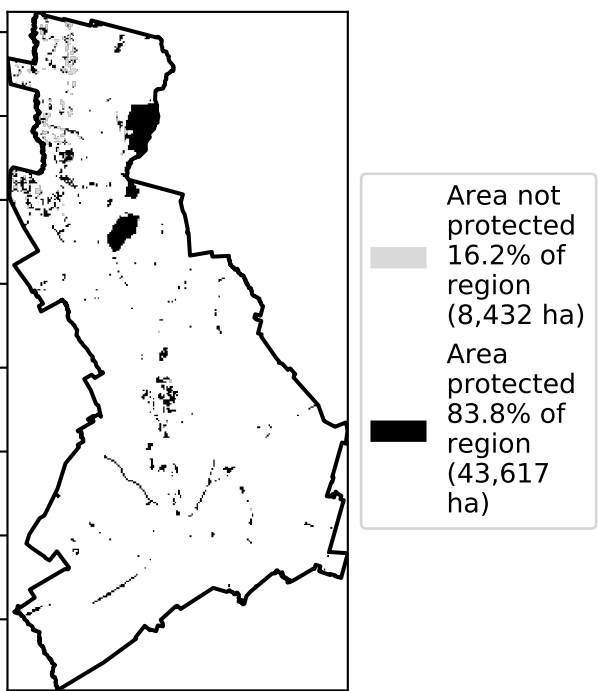 Area not
protected
16.2% of
region
(8,432 ha)
Area
protected
83.8% of
region
(43,617
ha)